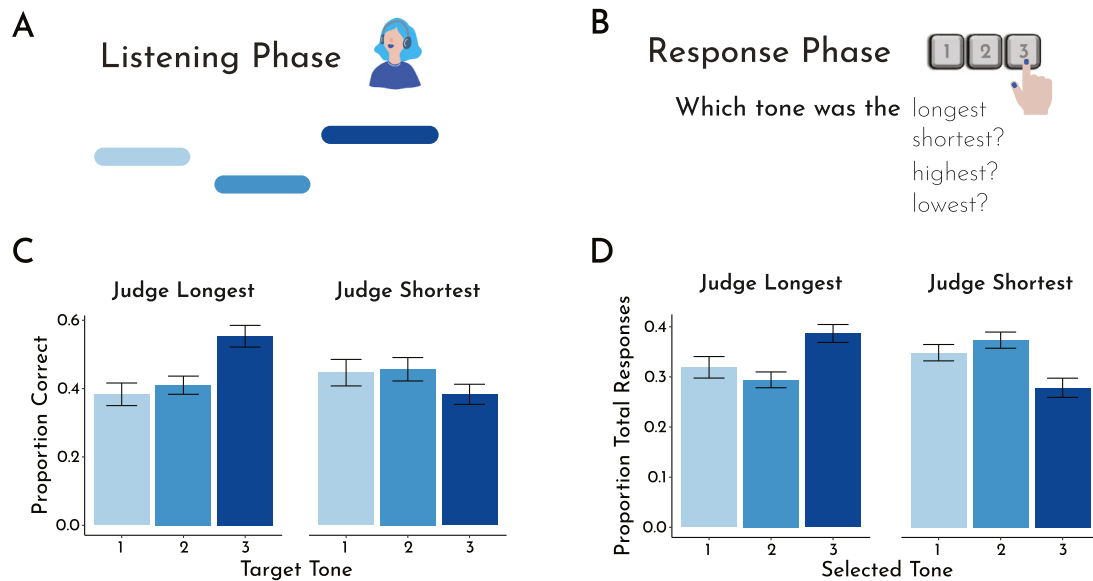 A
Listening Phase
B
Response Phase
1 2 3
Which tone was the longest
shortest?
highest?
lowest?
C
Judge Longest
Judge Shortest
Proportion Correct
0.6
0.4
0.2
0.0
1 2 3
1 2 3
Target Tone
D
Judge Longest
Judge Shortest
Proportion Total Responses
0.4
0.3
0.2
0.1
0.0
1 2 3
1 2 3
Selected Tone